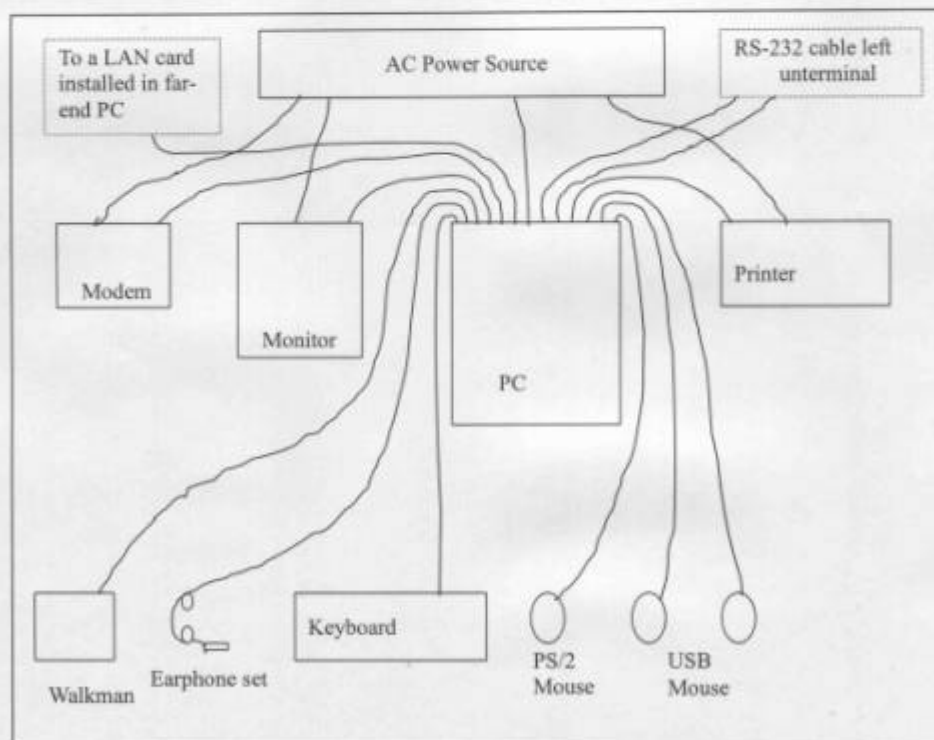 To a LAN card
installed in far-
end PC
AC Power Source
RS-232 cable left
unterminal
Modem
Monitor
PC
Printer
Walkman
Earphone set
Keyboard
PS/2
Mouse
USB
Mouse